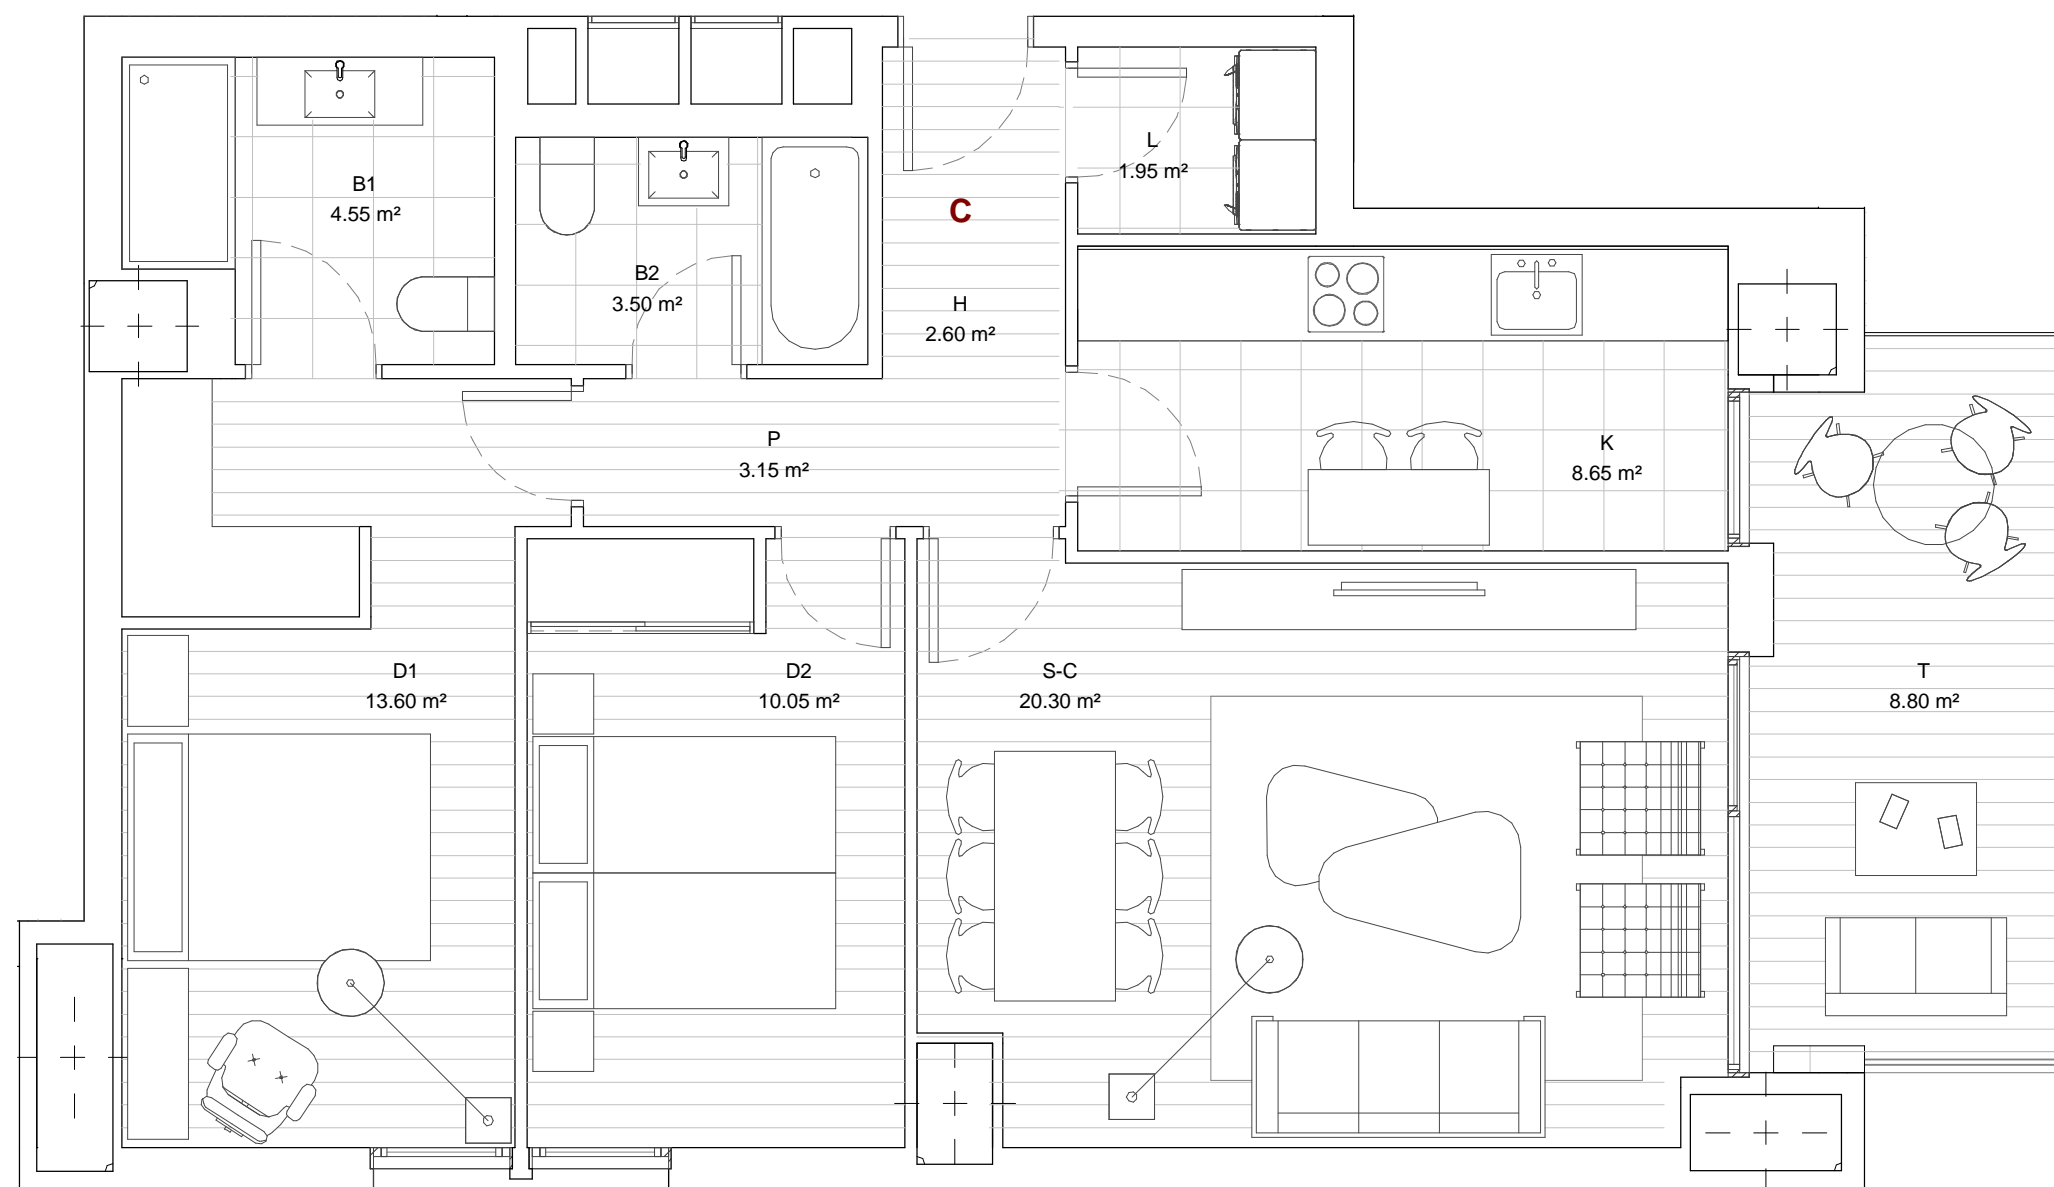 L
1.95 m²
B1
4.55 m²
C
B2
3.50 m²
H
2.60 m²
P
3.15 m²
K
8.65 m²
D1
13.60 m²
D2
10.05 m²
S-C
20.30 m²
T
8.80 m²